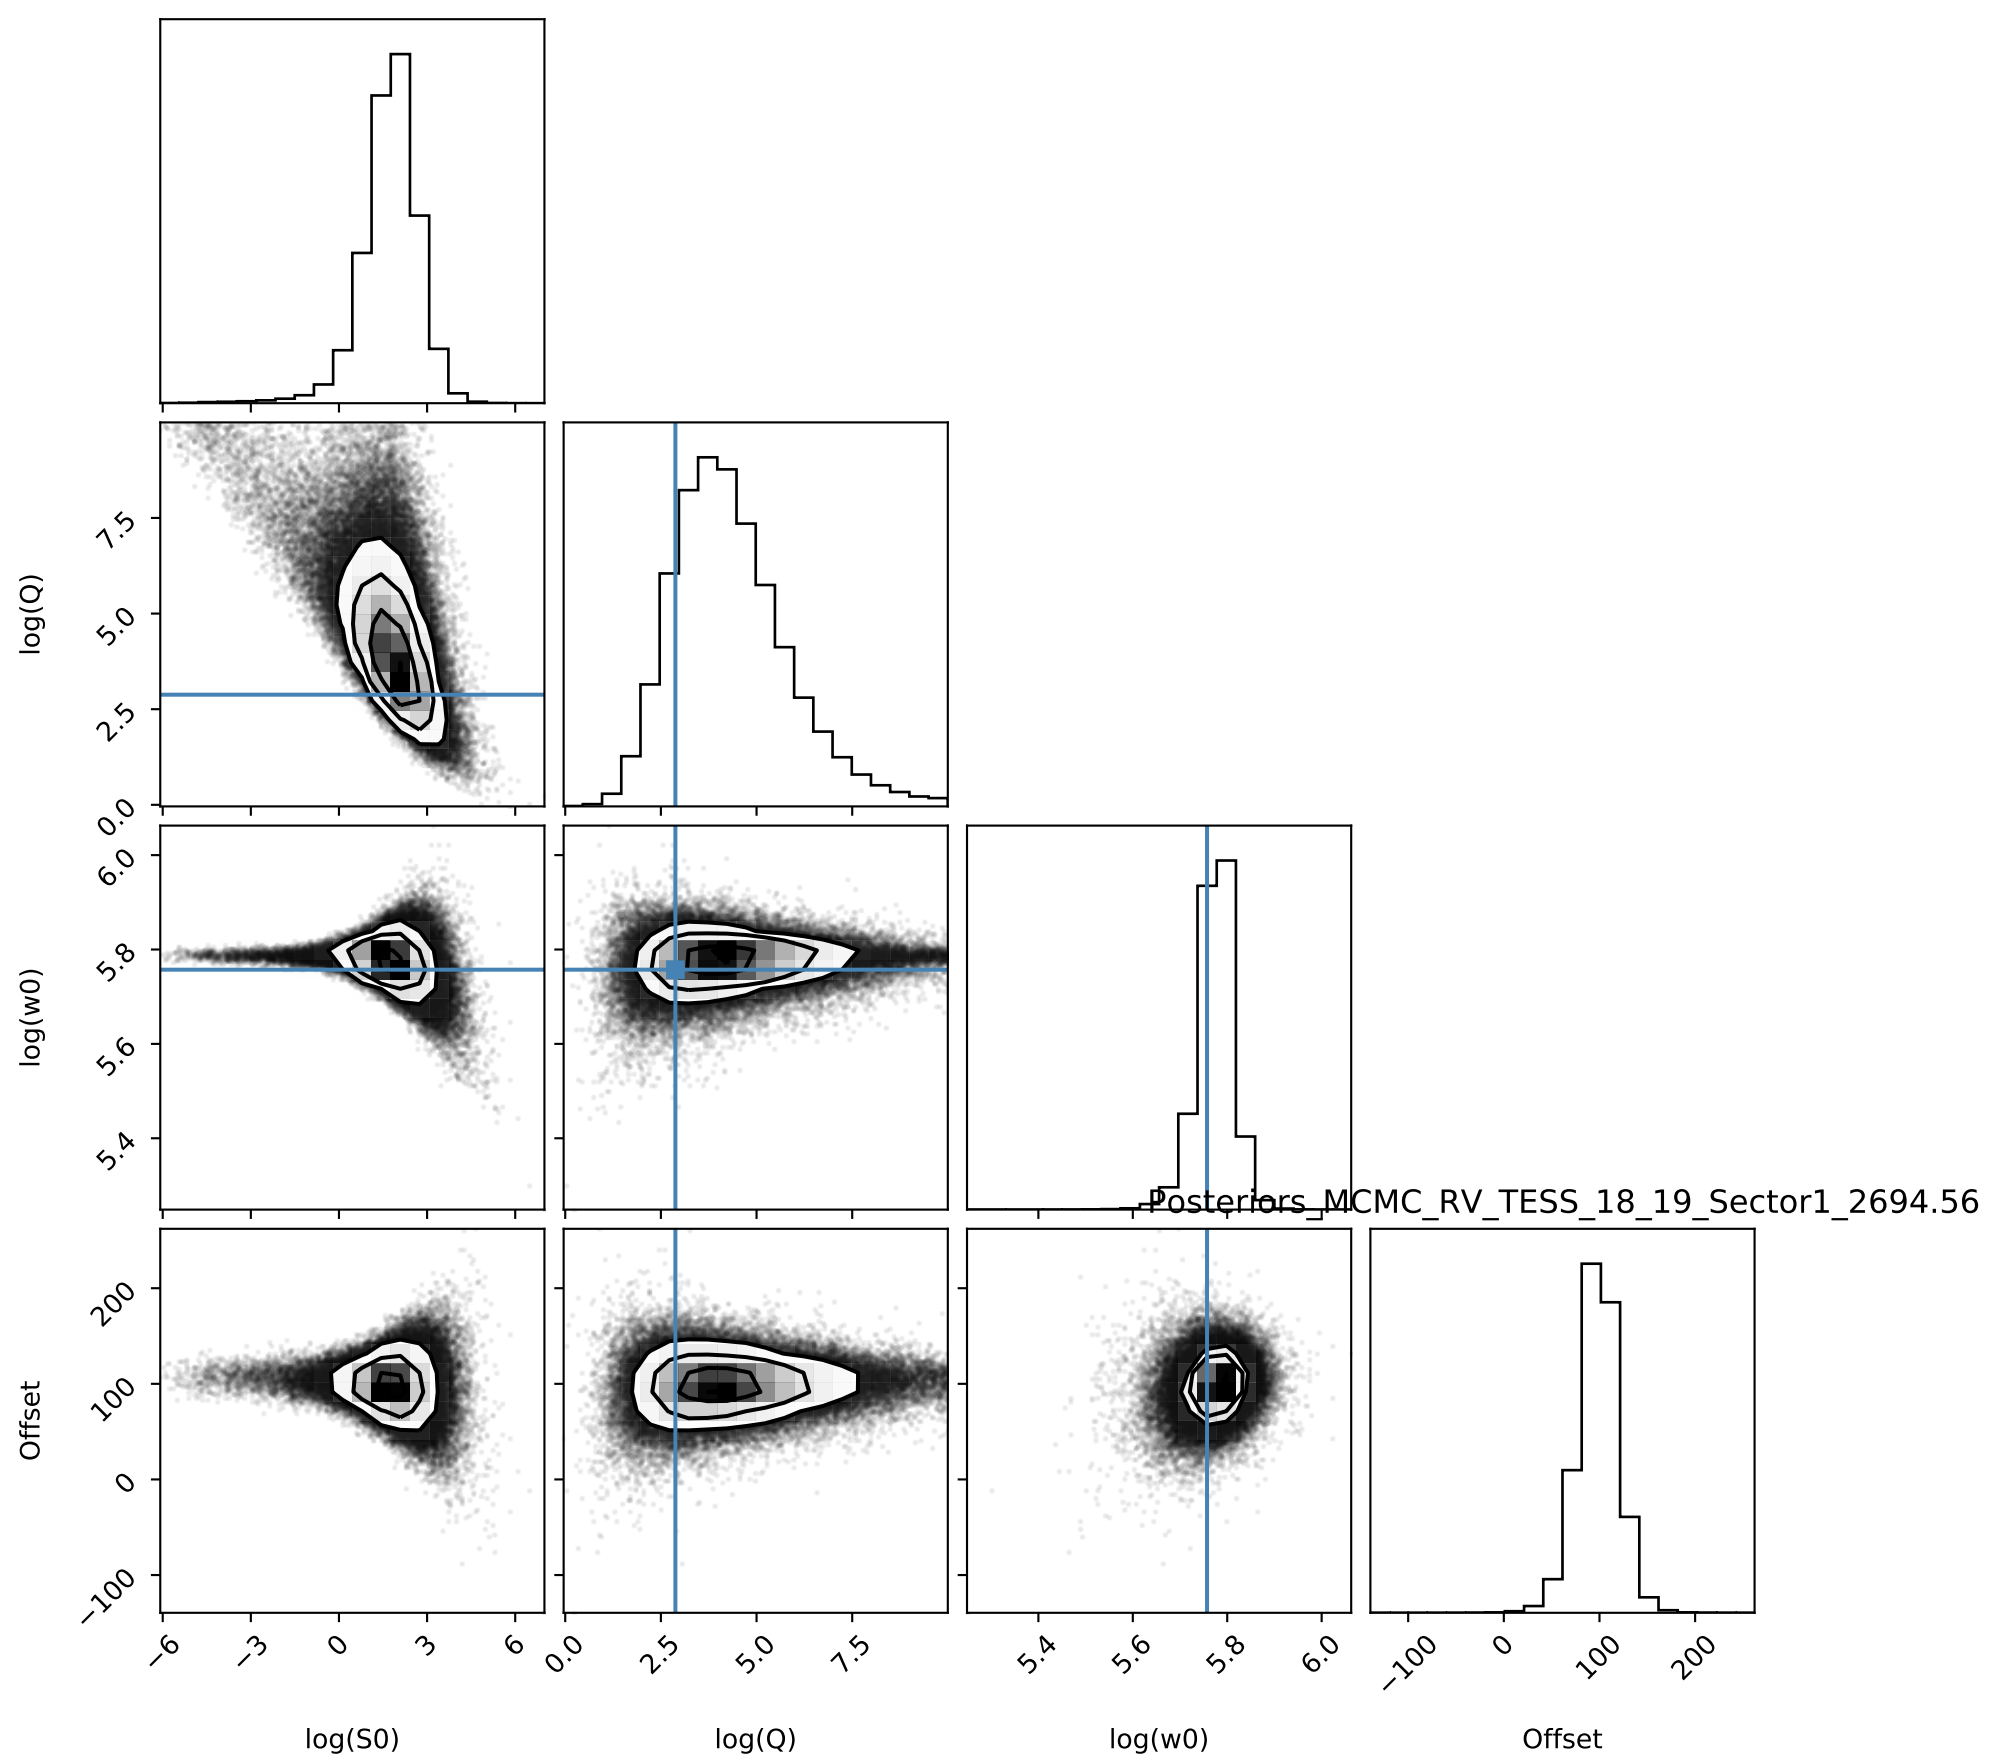 log(Q)
7.5
5.0
2.5
0.0
log(w0)
6.0
5.8
5.6
5.4
Posteriors_MCMC_RV_TESS_18_19_Sector1_2694.56
Offset
200
100
0
−100
−6 −3 0 3 6 0.0 2.5 5.0 7.5 5.4 5.6 5.8 6.0 −100 0 100 200
log(S0) log(Q) log(w0) Offset